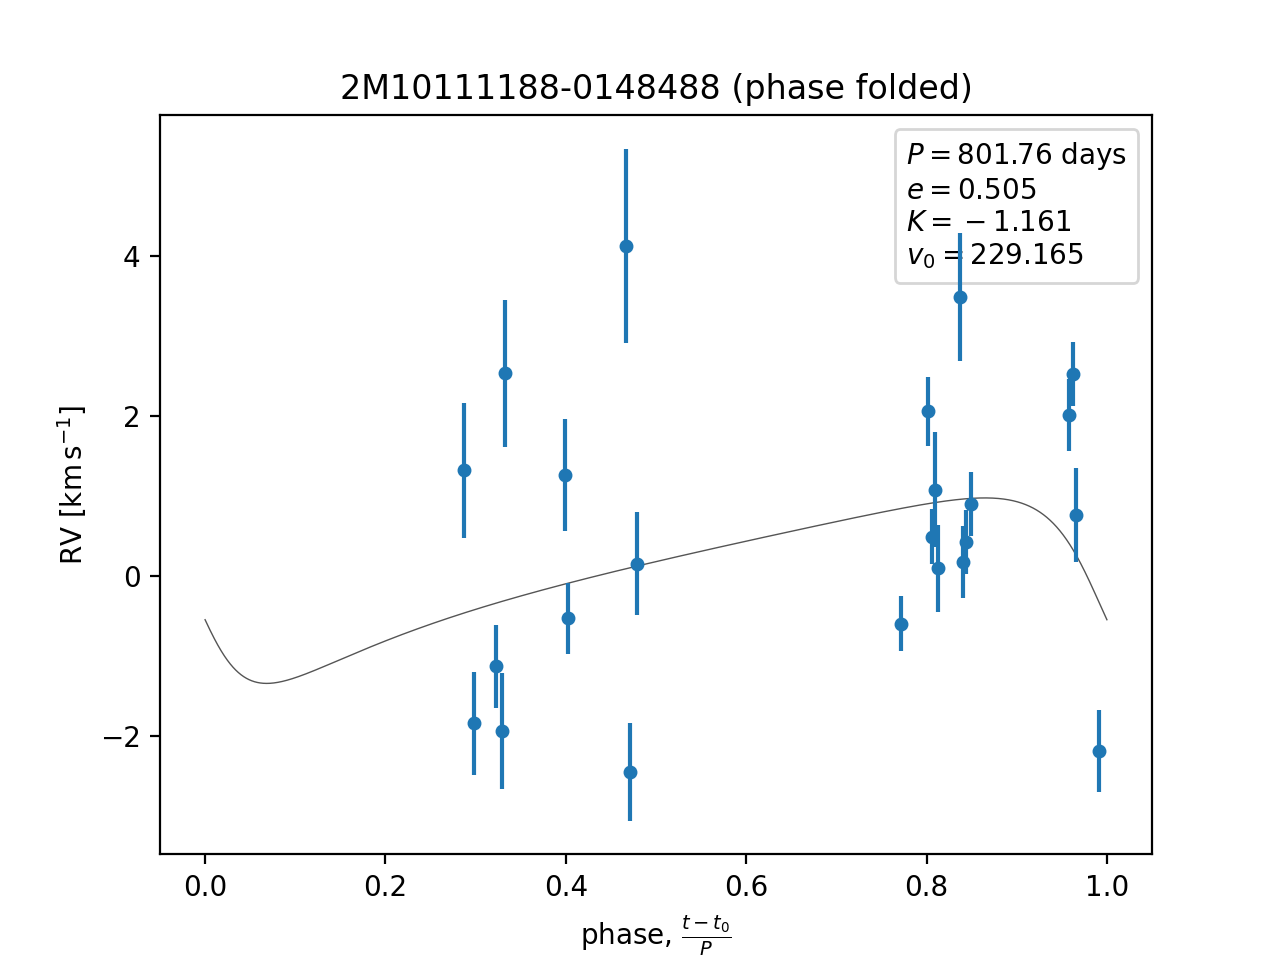 2M10111188-0148488 (phase folded)
P = 801.76 days
e = 0.505
K = −1.161
v₀ = 229.165
RV [km s⁻¹]
4
2
0
−2
0.0 0.2 0.4 0.6 0.8 1.0
phase, (t − t₀)/P